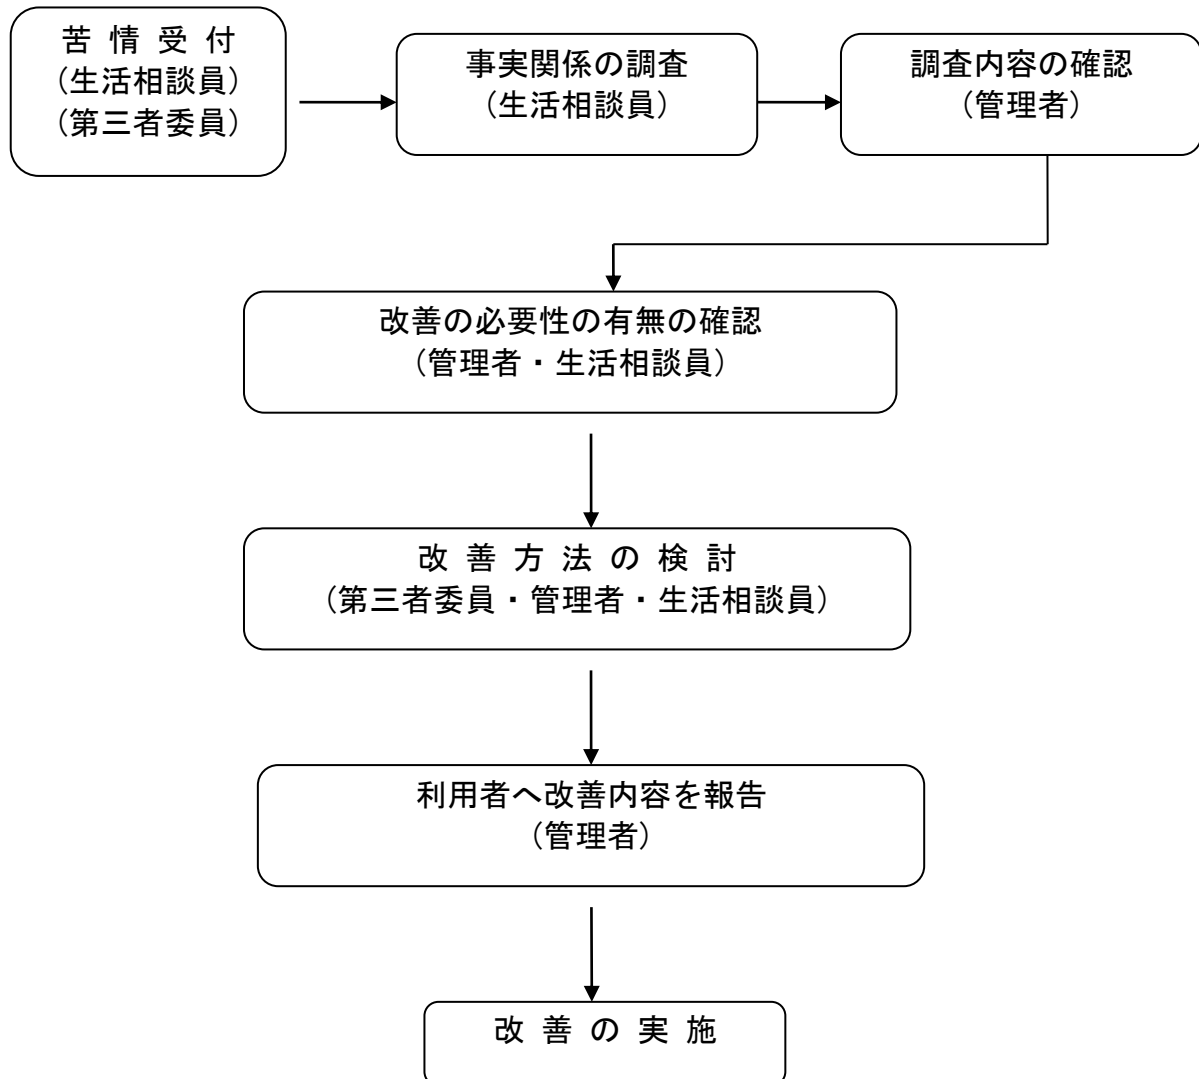 苦 情 受 付
（生活相談員）
（第三者委員）
事実関係の調査
（生活相談員）
調査内容の確認
（管理者）
改善の必要性の有無の確認
（管理者・生活相談員）
改 善 方 法 の 検 討
（第三者委員・管理者・生活相談員）
利用者へ改善内容を報告
（管理者）
改 善 の 実 施